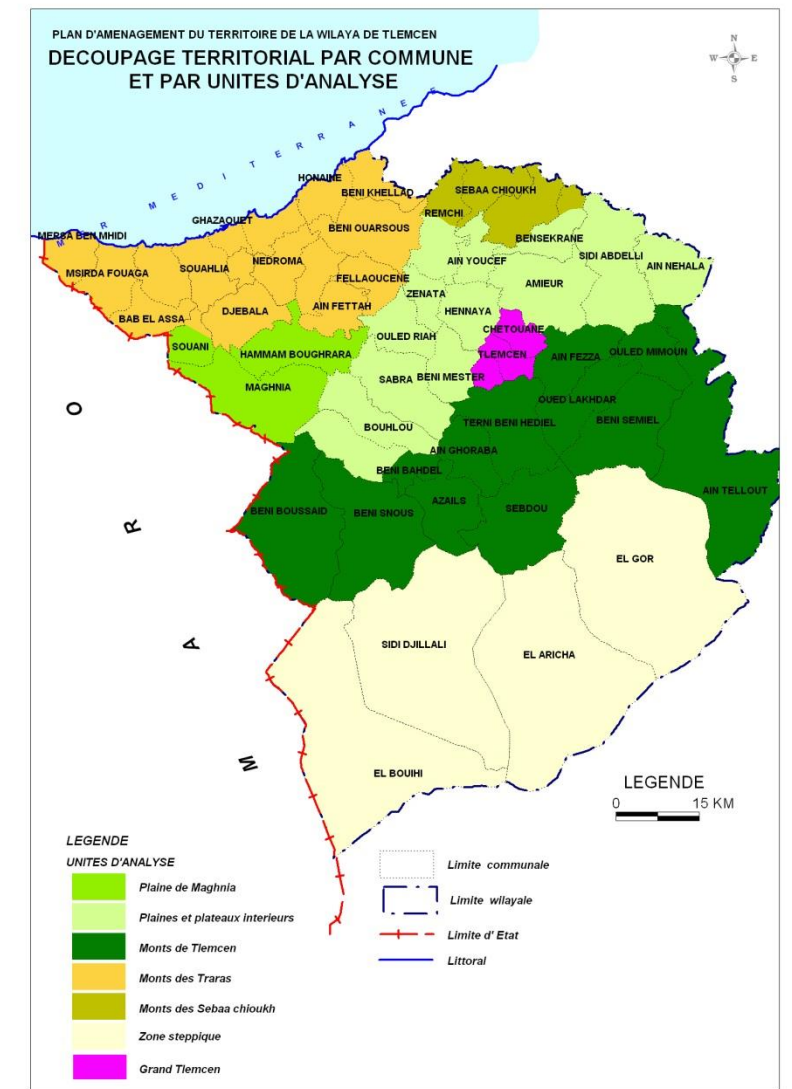 PLAN D'AMENAGEMENT DU TERRITOIRE DE LA WILAYA DE TLEMCEN
DECOUPAGE TERRITORIAL PAR COMMUNE
ET PAR UNITES D'ANALYSE
N
W E
S
MER MEDITERRANEE
HONAINE
BENI KHELLAD
SEBAA CHIOUKH
REMCHI
GHAZAOUET
BENI OUARSOUS
MERSA BEN MHIDI
BENSEKRANE
SIDI ABDELLI
MSIRDA FOUAGA
SOUAHLIA
NEDROMA
AIN YOUCEF
AIN NEHALA
FELLAOUCENE
AMIEUR
ZENATA
BAB EL ASSA
DJEBALA
AIN FETTAH
HENNAYA
CHETOUANE
SOUANI
OULED RIAH
HAMMAM BOUGHRARA
TLEMCEN
AIN FEZZA
OULED MIMOUN
MAGHNIA
SABRA
BENI MESTER
OUED LAKHDAR
BOUHLOU
TERNI BENI HEDIEL
BENI SEMIEL
AIN GHORABA
BENI BAHDEL
AIN TELLOUT
BENI BOUSSAID
BENI SNOUS
AZAILS
SEBDOU
EL GOR
SIDI DJILLALI
EL ARICHA
EL BOUIHI
MAROC
LEGENDE
0 15 KM
LEGENDE
UNITES D'ANALYSE
Plaine de Maghnia
Plaines et plateaux interieurs
Monts de Tlemcen
Monts des Traras
Monts des Sebaa chioukh
Zone steppique
Grand Tlemcen
Limite communale
Limite wilayale
Limite d' Etat
Littoral